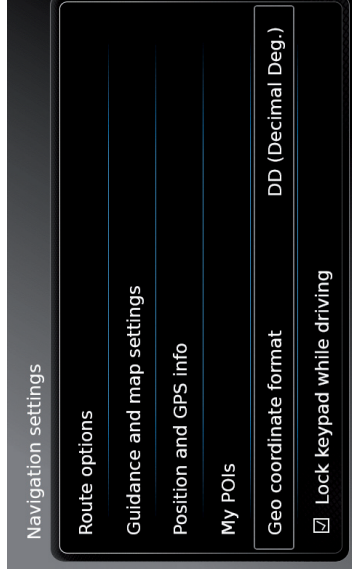 Navigation settings
Route options
Guidance and map settings
Position and GPS info
My POIs
Geo coordinate format DD (Decimal Deg.)
Lock keypad while driving